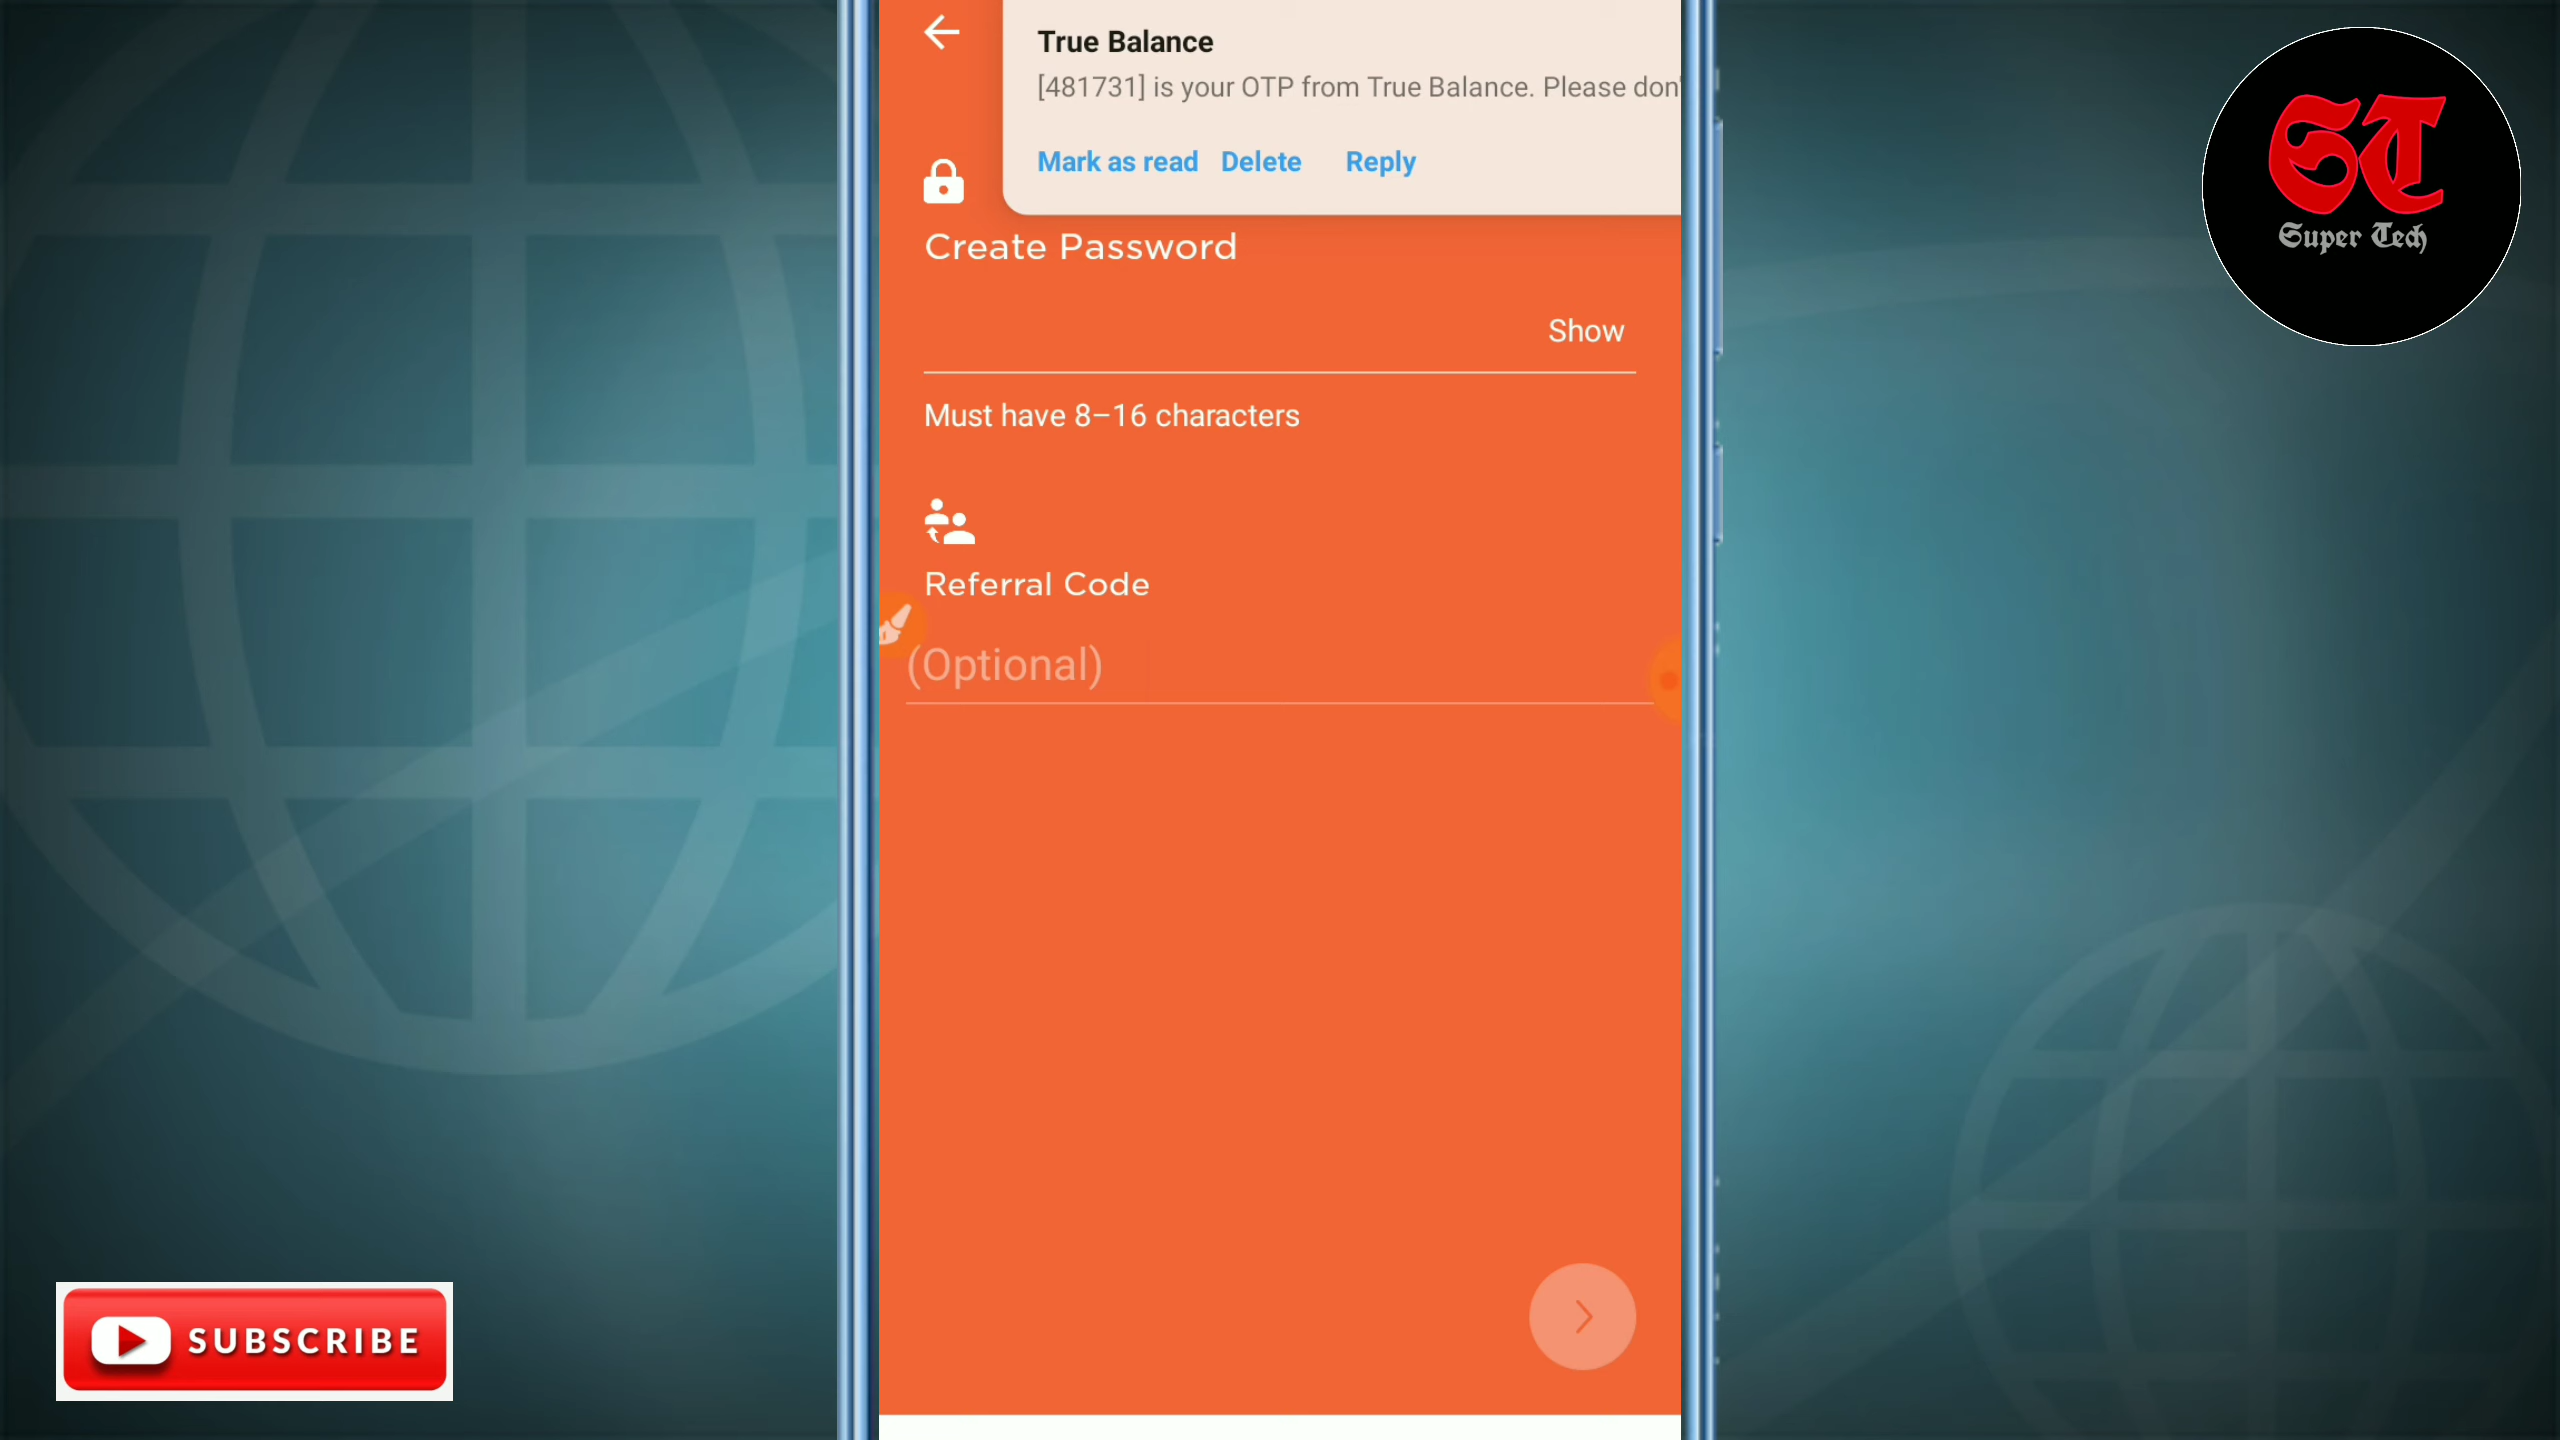 True Balance
[481731] is your OTP from True Balance. Please don'
Mark as read Delete Reply
Create Password
Show
Must have 8–16 characters
Referral Code
(Optional)
ST
Super Tech
SUBSCRIBE